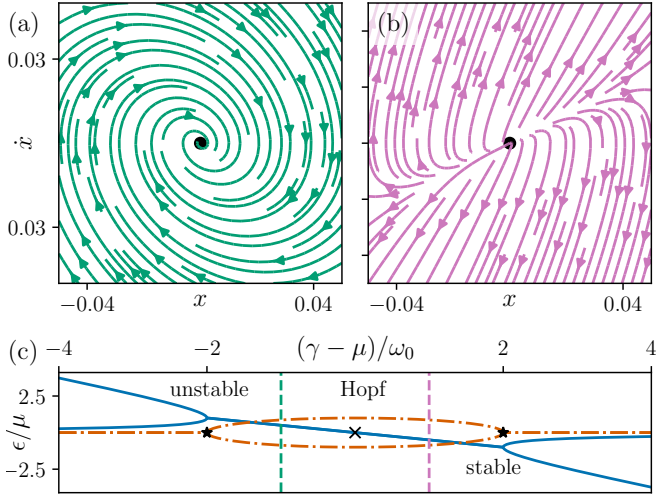 (a)
(b)
0.03
ẋ
0.03
−0.04
x
0.04
−0.04
x
0.04
(c)
−4
−2
(γ − μ)/ω₀
2
4
unstable
Hopf
2.5
ϵ/μ
−2.5
stable